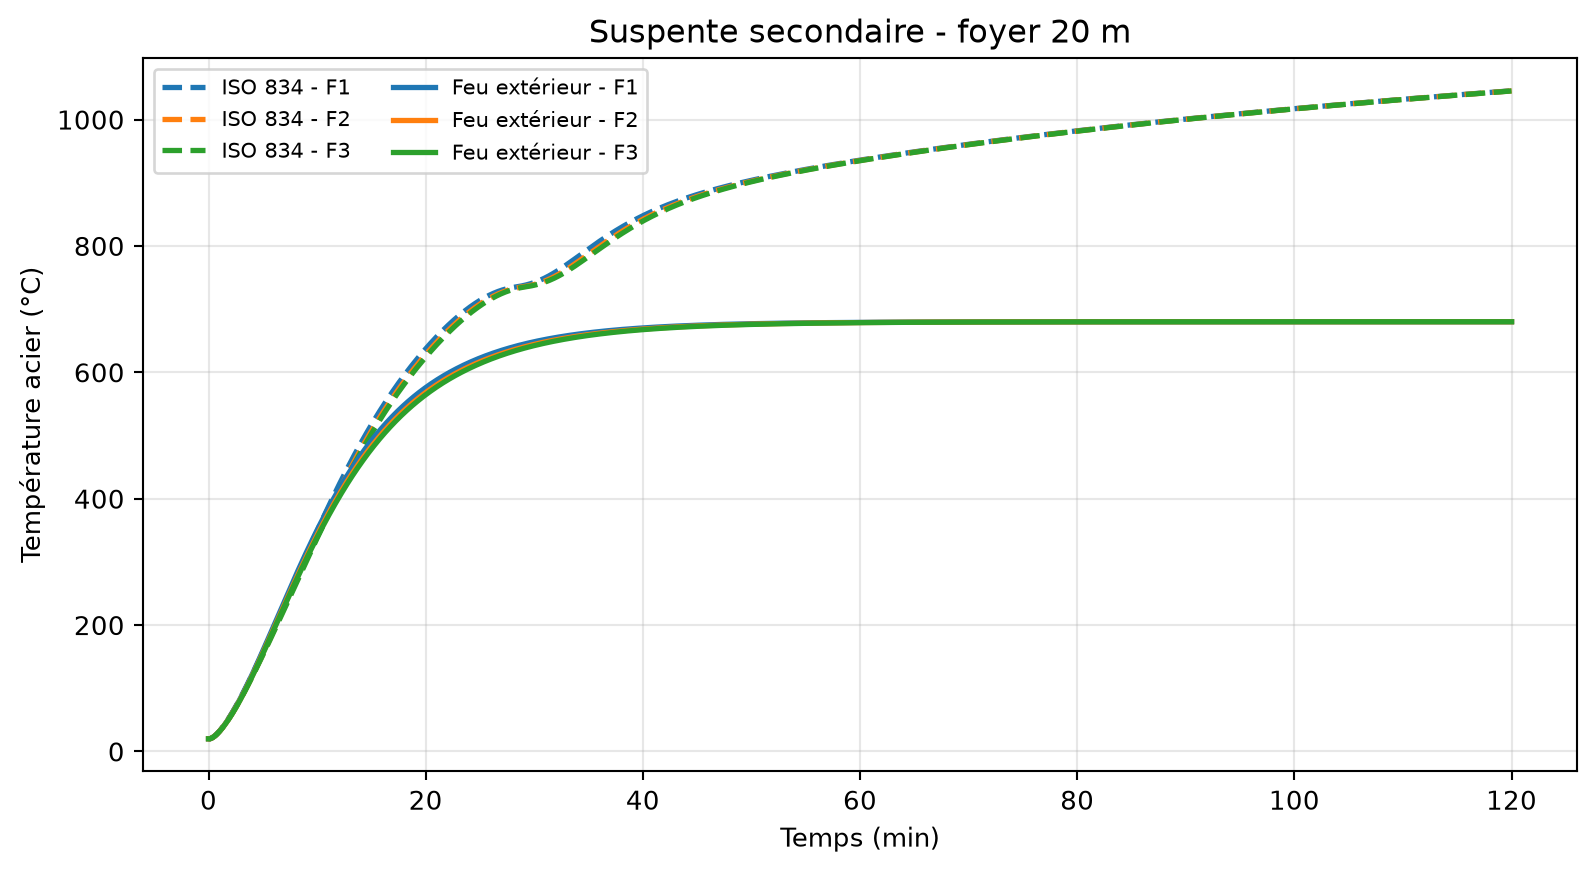 Suspente secondaire - foyer 20 m
ISO 834 - F1
ISO 834 - F2
ISO 834 - F3
Feu extérieur - F1
Feu extérieur - F2
Feu extérieur - F3
Température acier (°C)
1000
800
600
400
200
0
0 20 40 60 80 100 120
Temps (min)